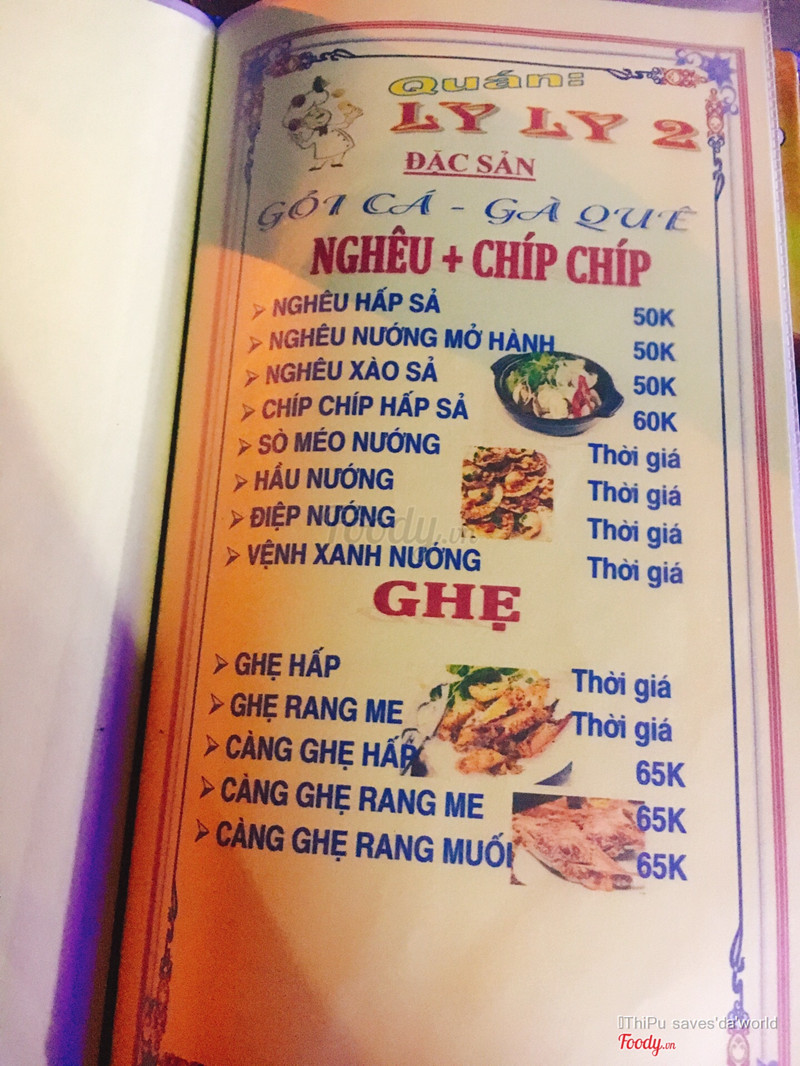 Quán:
LY LY 2
ĐẶC SẢN
GỎI CÁ - GÀ QUÊ
NGHÊU + CHÍP CHÍP
NGHÊU HẤP SẢ 50K
NGHÊU NƯỚNG MỞ HÀNH 50K
NGHÊU XÀO SẢ 50K
CHÍP CHÍP HẤP SẢ 60K
SÒ MÉO NƯỚNG Thời giá
HẦU NƯỚNG Thời giá
ĐIỆP NƯỚNG Thời giá
VỆNH XANH NƯỚNG Thời giá
GHẸ
GHẸ HẤP Thời giá
GHẸ RANG ME Thời giá
CÀNG GHẸ HẤP 65K
CÀNG GHẸ RANG ME 65K
CÀNG GHẸ RANG MUỐI 65K
foody.vn
ThiPu saves'da'world
Foody.vn